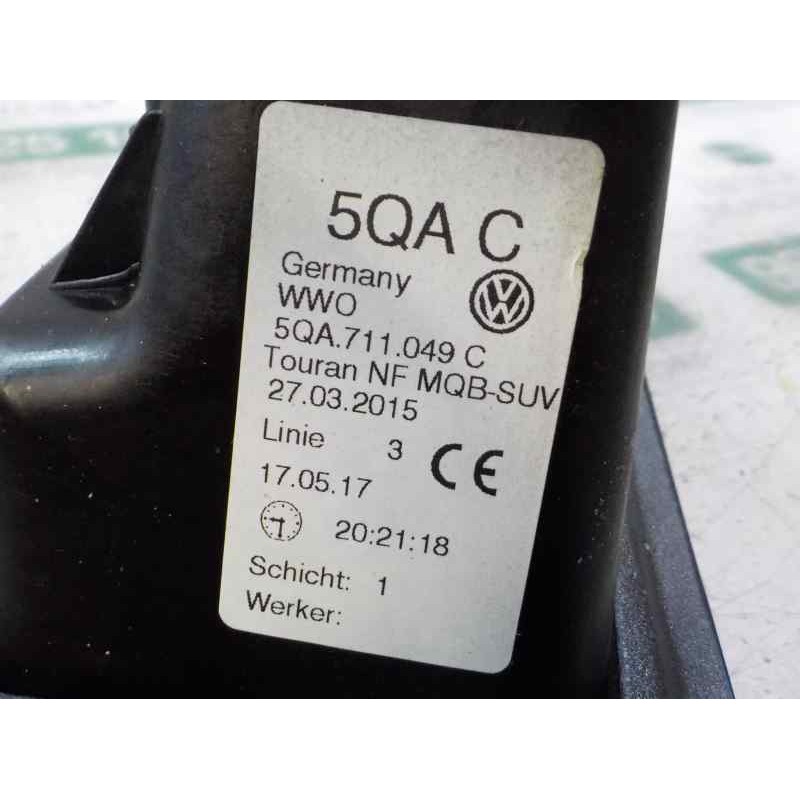 5QA C
Germany
WWO
5QA.711.049 C
Touran NF MQB-SUV
27.03.2015
Linie 3 CE
17.05.17
20:21:18
Schicht: 1
Werker: